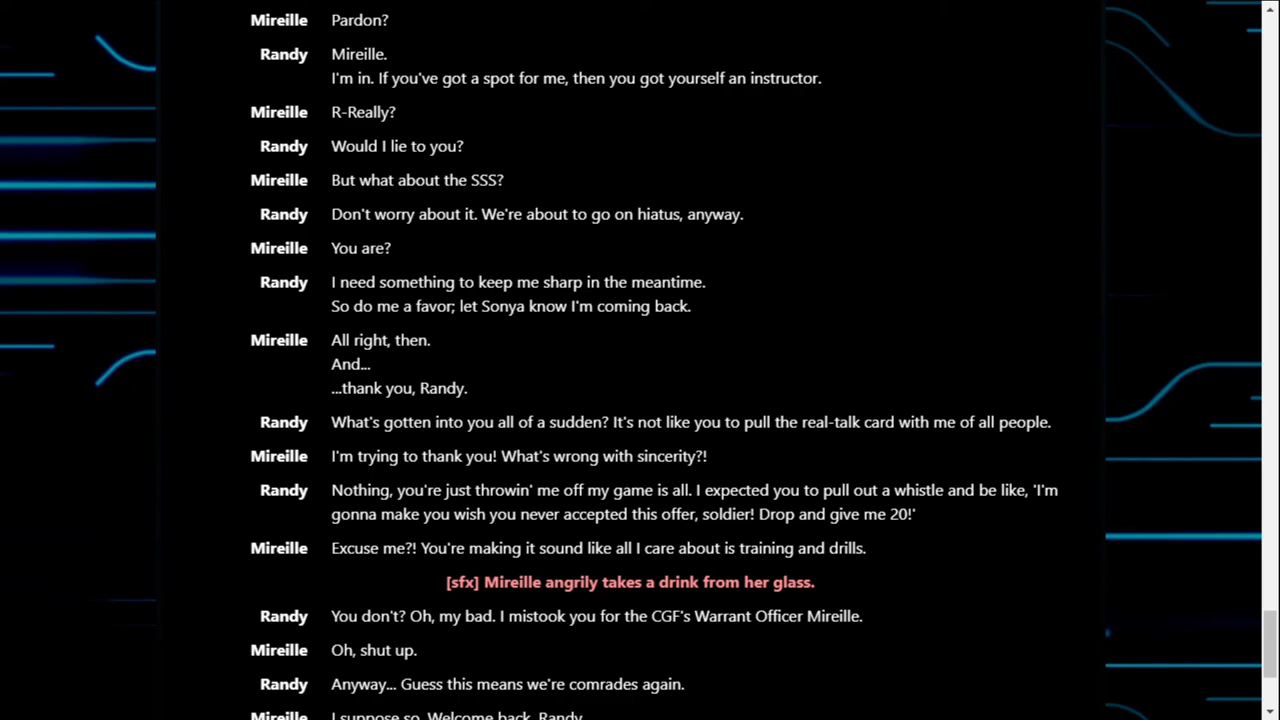 Mireille Pardon?
Randy Mireille.
I'm in. If you've got a spot for me, then you got yourself an instructor.
Mireille R-Really?
Randy Would I lie to you?
Mireille But what about the SSS?
Randy Don't worry about it. We're about to go on hiatus, anyway.
Mireille You are?
Randy I need something to keep me sharp in the meantime.
So do me a favor; let Sonya know I'm coming back.
Mireille All right, then.
And...
...thank you, Randy.
Randy What's gotten into you all of a sudden? It's not like you to pull the real-talk card with me of all people.
Mireille I'm trying to thank you! What's wrong with sincerity?!
Randy Nothing, you're just throwin' me off my game is all. I expected you to pull out a whistle and be like, 'I'm
gonna make you wish you never accepted this offer, soldier! Drop and give me 20!'
Mireille Excuse me?! You're making it sound like all I care about is training and drills.
[sfx] Mireille angrily takes a drink from her glass.
Randy You don't? Oh, my bad. I mistook you for the CGF's Warrant Officer Mireille.
Mireille Oh, shut up.
Randy Anyway... Guess this means we're comrades again.
Mireille I suppose so. Welcome back, Randy.